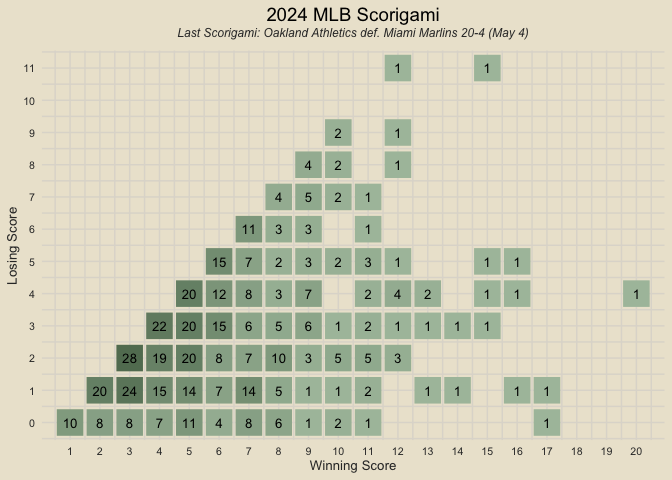 2024 MLB Scorigami
Last Scorigami: Oakland Athletics def. Miami Marlins 20-4 (May 4)
Losing Score
11 1 1
10
9 2 1
8 4 2 1
7 4 5 2 1
6 11 3 3 1
5 15 7 2 3 2 3 1 1 1
4 20 12 8 3 7 2 4 2 1 1 1
3 22 20 15 6 5 6 1 2 1 1 1 1
2 28 19 20 8 7 10 3 5 5 3
1 20 24 15 14 7 14 5 1 1 2 1 1 1 1
0 10 8 8 7 11 4 8 6 1 2 1 1
1 2 3 4 5 6 7 8 9 10 11 12 13 14 15 16 17 18 19 20
Winning Score